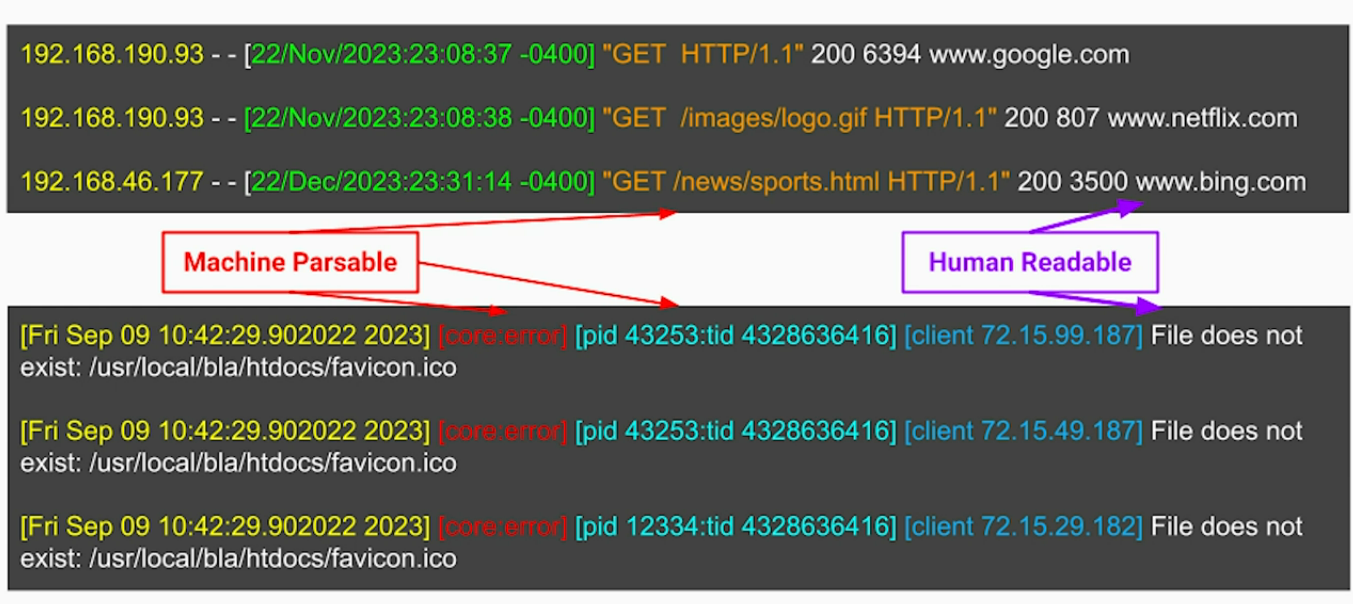 192.168.190.93 - - [22/Nov/2023:23:08:37 -0400] "GET  HTTP/1.1" 200 6394 www.google.com
192.168.190.93 - - [22/Nov/2023:23:08:38 -0400] "GET  /images/logo.gif HTTP/1.1" 200 807 www.netflix.com
192.168.46.177 - - [22/Dec/2023:23:31:14 -0400] "GET /news/sports.html HTTP/1.1" 200 3500 www.bing.com
Machine Parsable
Human Readable
[Fri Sep 09 10:42:29.902022 2023] [core:error] [pid 43253:tid 4328636416] [client 72.15.99.187] File does not
exist: /usr/local/bla/htdocs/favicon.ico
[Fri Sep 09 10:42:29.902022 2023] [core:error] [pid 43253:tid 4328636416] [client 72.15.49.187] File does not
exist: /usr/local/bla/htdocs/favicon.ico
[Fri Sep 09 10:42:29.902022 2023] [core:error] [pid 12334:tid 4328636416] [client 72.15.29.182] File does not
exist: /usr/local/bla/htdocs/favicon.ico